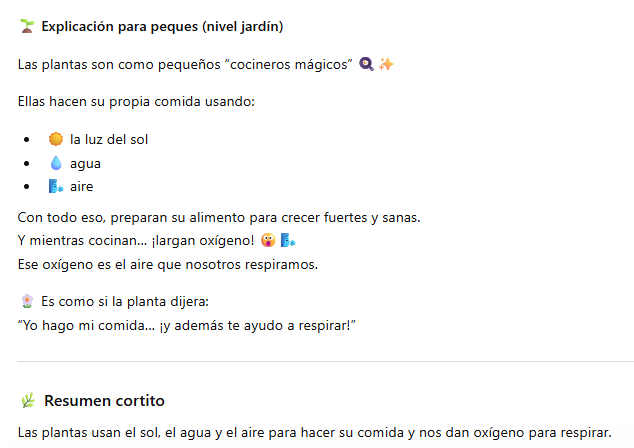 🌱 Explicación para peques (nivel jardín)
Las plantas son como pequeños “cocineros mágicos” 🍳✨
Ellas hacen su propia comida usando:
• 🌞 la luz del sol
• 💧 agua
• 🌬️ aire
Con todo eso, preparan su alimento para crecer fuertes y sanas.
Y mientras cocinan... ¡largan oxígeno! 😮🌬️
Ese oxígeno es el aire que nosotros respiramos.
🌸 Es como si la planta dijera:
“Yo hago mi comida... ¡y además te ayudo a respirar!”
🌿 Resumen cortito
Las plantas usan el sol, el agua y el aire para hacer su comida y nos dan oxígeno para respirar.